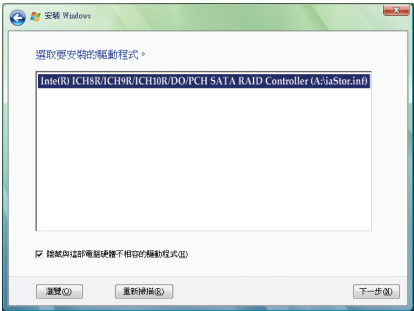 安裝 Windows
選取要安裝的驅動程式。
Inte(R) ICH8R/ICH9R/ICH10R/DO/PCH SATA RAID Controller (A:\iaStor.inf)
隱藏與這部電腦硬體不相容的驅動程式(H)
瀏覽(O)
重新掃描(R)
下一步(N)